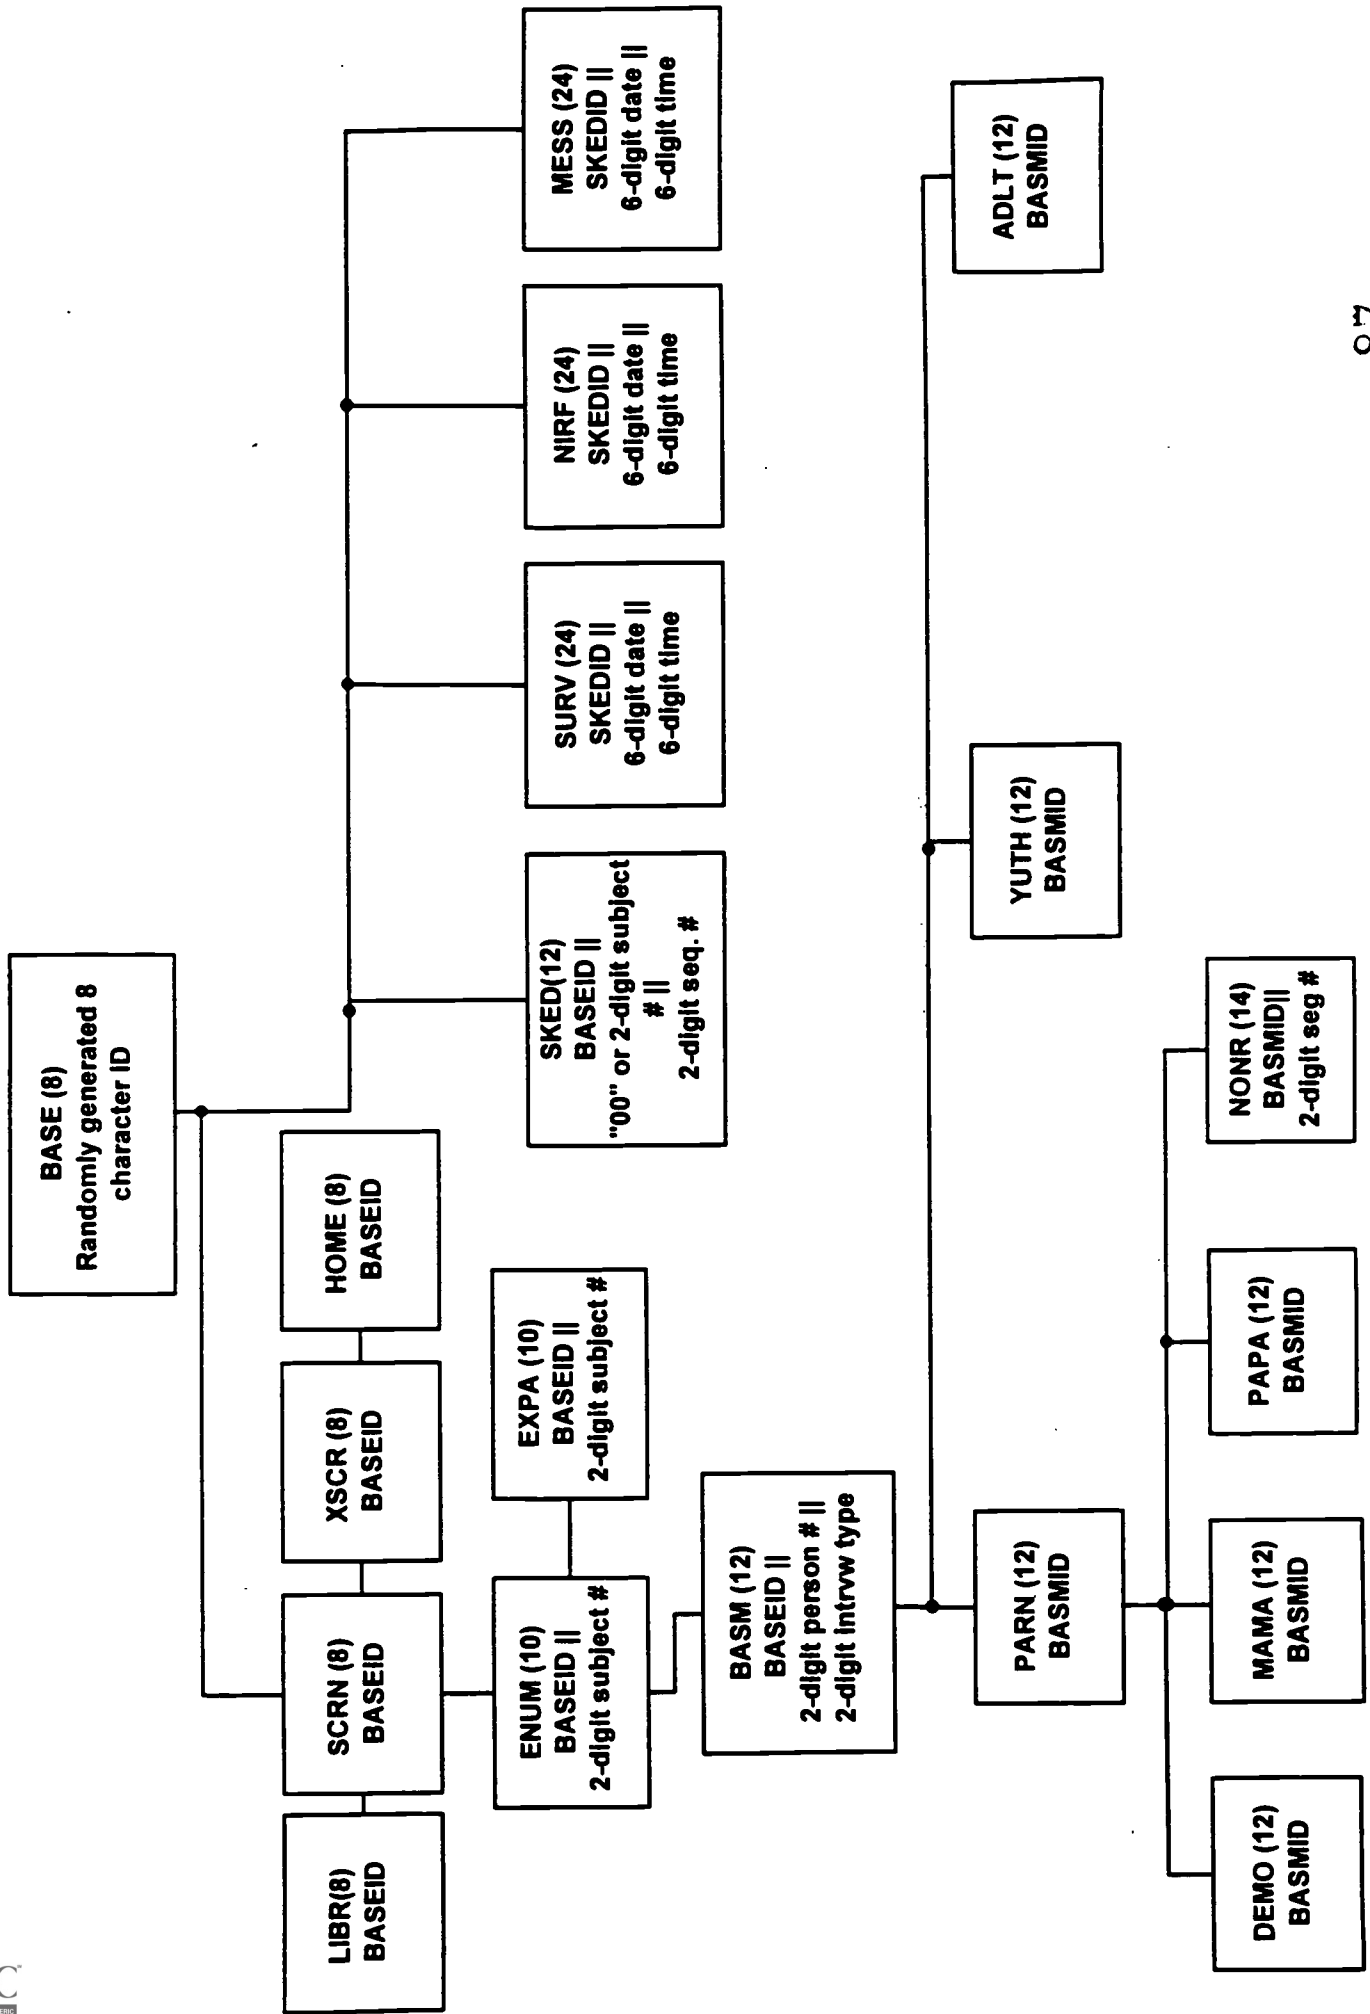 BASE (8)
Randomly generated 8
character ID
LIBR(8)
BASEID
SCRN (8)
BASEID
XSCR (8)
BASEID
HOME (8)
BASEID
SKED(12)
BASEID ||
"00" or 2-digit subject
# ||
2-digit seq. #
SURV (24)
SKEDID ||
6-digit date ||
6-digit time
NIRF (24)
SKEDID ||
6-digit date ||
6-digit time
MESS (24)
SKEDID ||
6-digit date ||
6-digit time
ENUM (10)
BASEID ||
2-digit subject #
EXPA (10)
BASEID ||
2-digit subject #
BASM (12)
BASEID ||
2-digit person # ||
2-digit intrvw type
PARN (12)
BASMID
YUTH (12)
BASMID
ADLT (12)
BASMID
DEMO (12)
BASMID
MAMA (12)
BASMID
PAPA (12)
BASMID
NONR (14)
BASMID||
2-digit seg #
ERIC